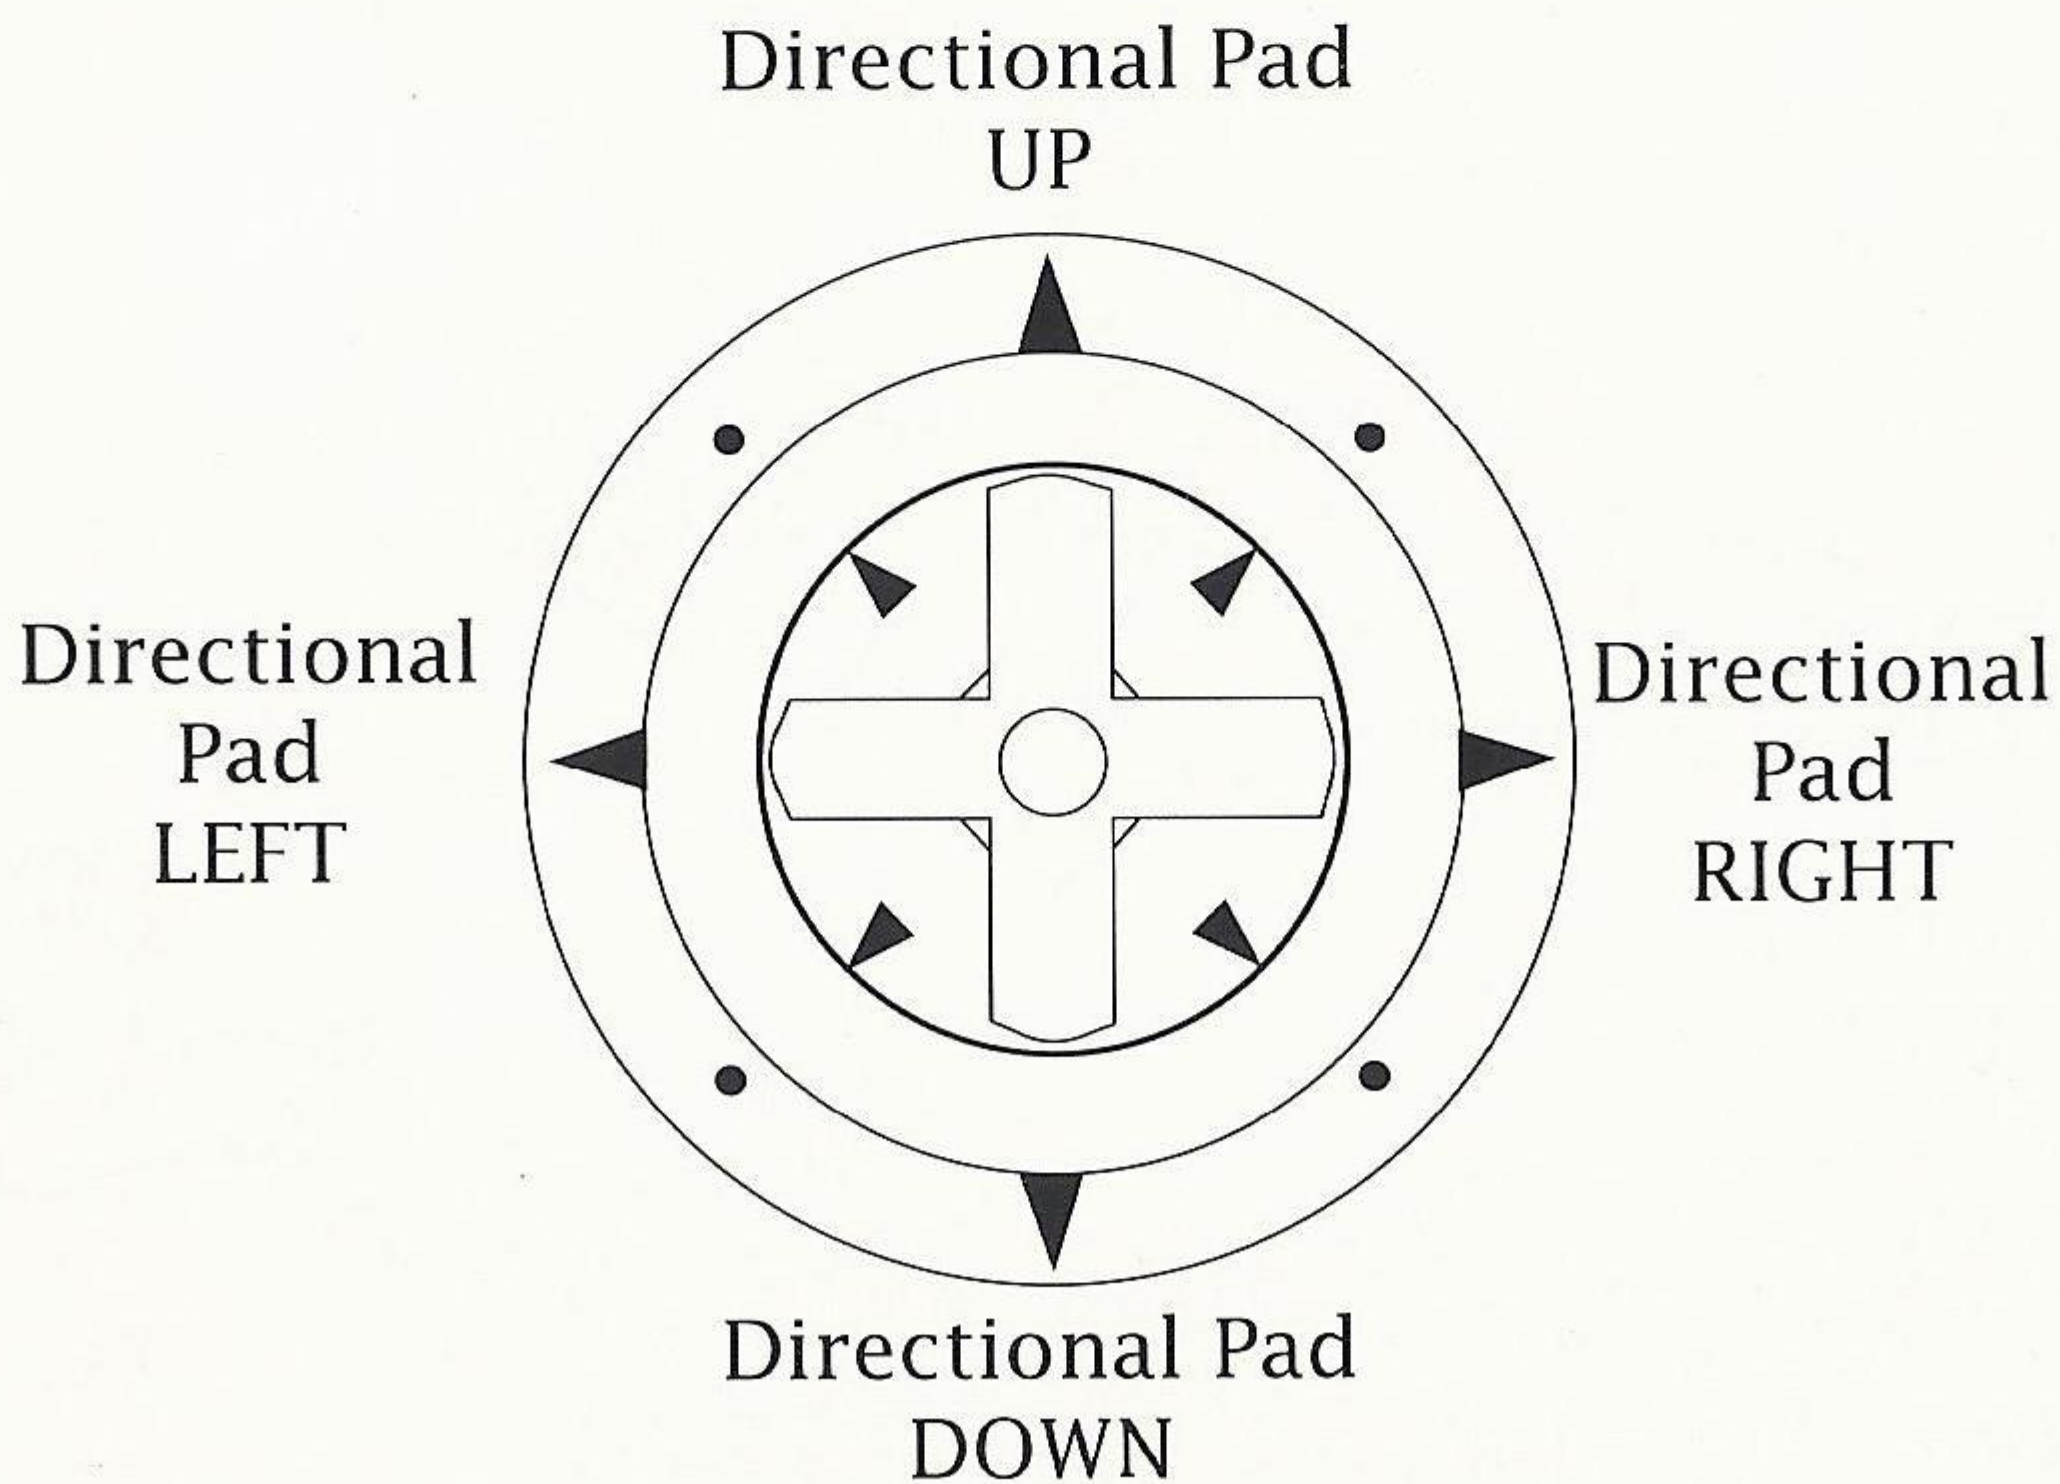 Directional Pad
UP
Directional
Pad
LEFT
Directional
Pad
RIGHT
Directional Pad
DOWN